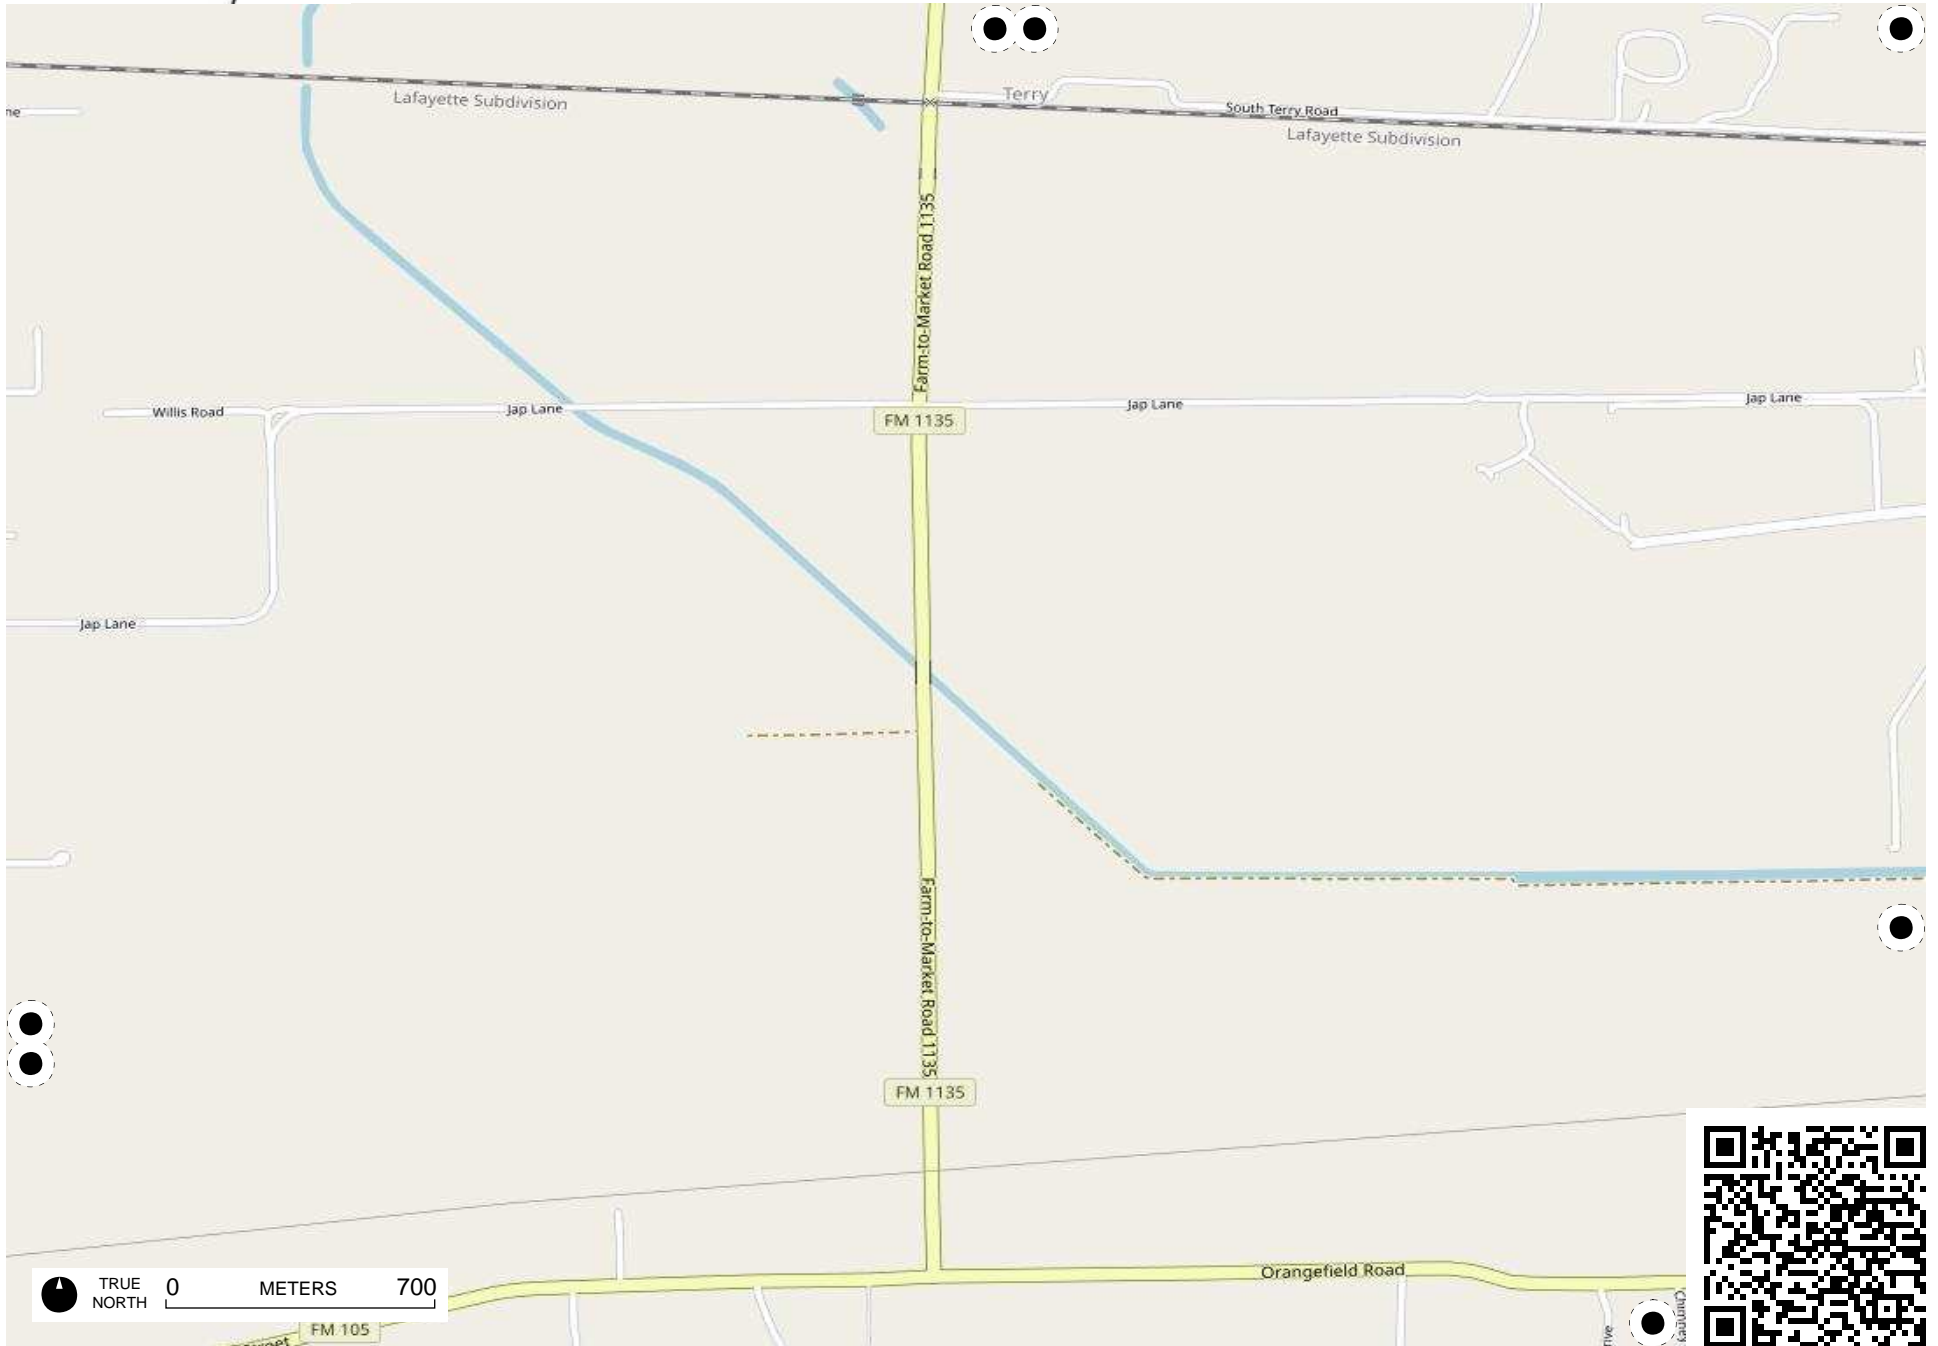 Terry
Lafayette Subdivision
South Terry Road
ne
Lafayette Subdivision
Farm-to-Market Road 1135
Willis Road
Jap Lane
Jap Lane
Jap Lane
FM 1135
Jap Lane
Farm-to-Market Road 1135
FM 1135
Orangefield Road
TRUE NORTH
0 METERS 700
FM 105
Chimney